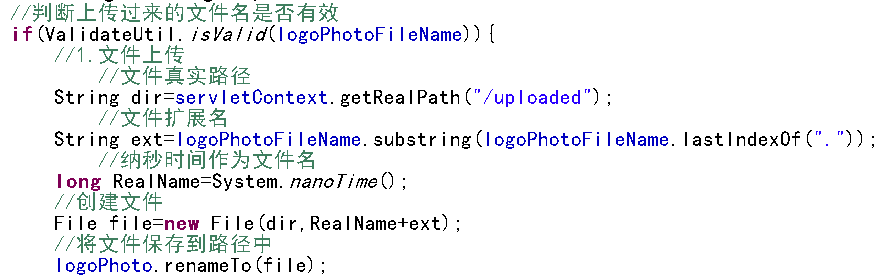 //判断上传过来的文件名是否有效
if(ValidateUtil.isValid(logoPhotoFileName)){
//1.文件上传
//文件真实路径
String dir=servletContext.getRealPath("/uploaded");
//文件扩展名
String ext=logoPhotoFileName.substring(logoPhotoFileName.lastIndexOf("."));
//纳秒时间作为文件名
long RealName=System.nanoTime();
//创建文件
File file=new File(dir,RealName+ext);
//将文件保存到路径中
logoPhoto.renameTo(file);